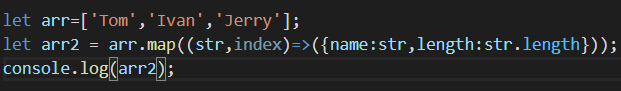 let arr=['Tom','Ivan','Jerry'];
let arr2 = arr.map((str,index)=>({name:str,length:str.length}));
console.log(arr2);